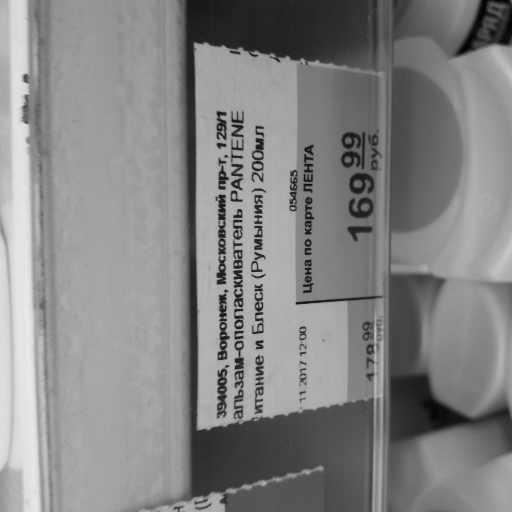 394005, Воронеж, Московский пр-т, 129/1
альзам-ополаскиватель PANTENE
итание и Блеск (Румыния) 200мл
054665
Цена по карте ЛЕНТА
169 99
руб.
11 2017 12:00
178 99
руб.